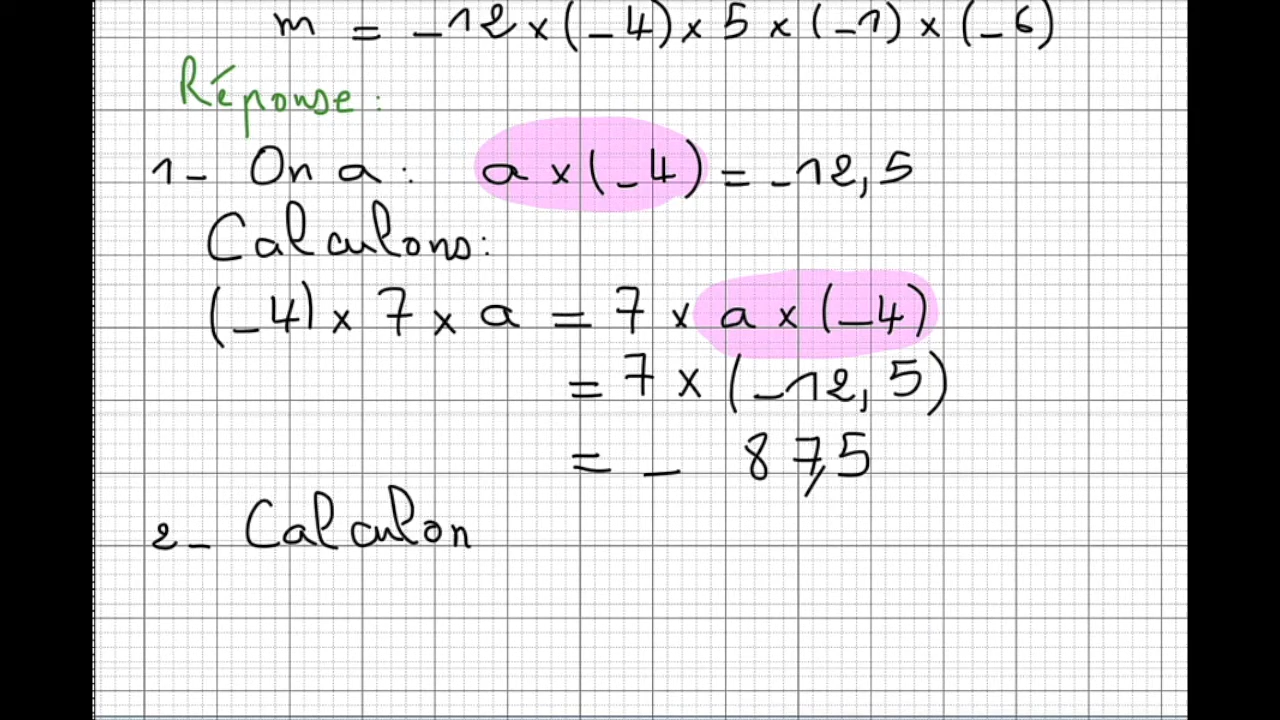 m = -12 × (-4) × 5 × (-1) × (-6)
Réponse :
1- On a : a × (-4) = -12,5
Calculons :
(-4) × 7 × a = 7 × a × (-4)
= 7 × (-12,5)
= - 87,5
2- Calculon